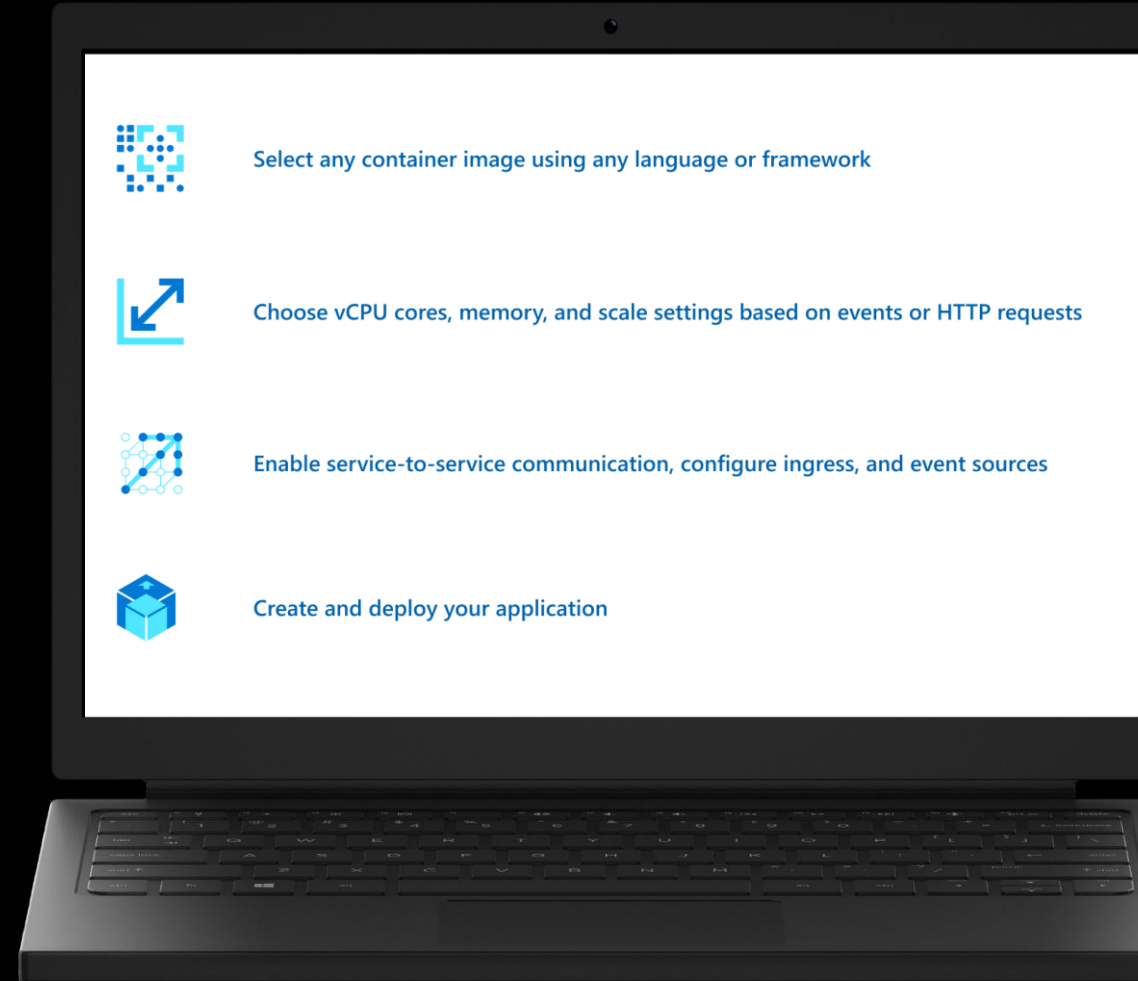 Select any container image using any language or framework
Choose vCPU cores, memory, and scale settings based on events or HTTP requests
Enable service-to-service communication, configure ingress, and event sources
Create and deploy your application